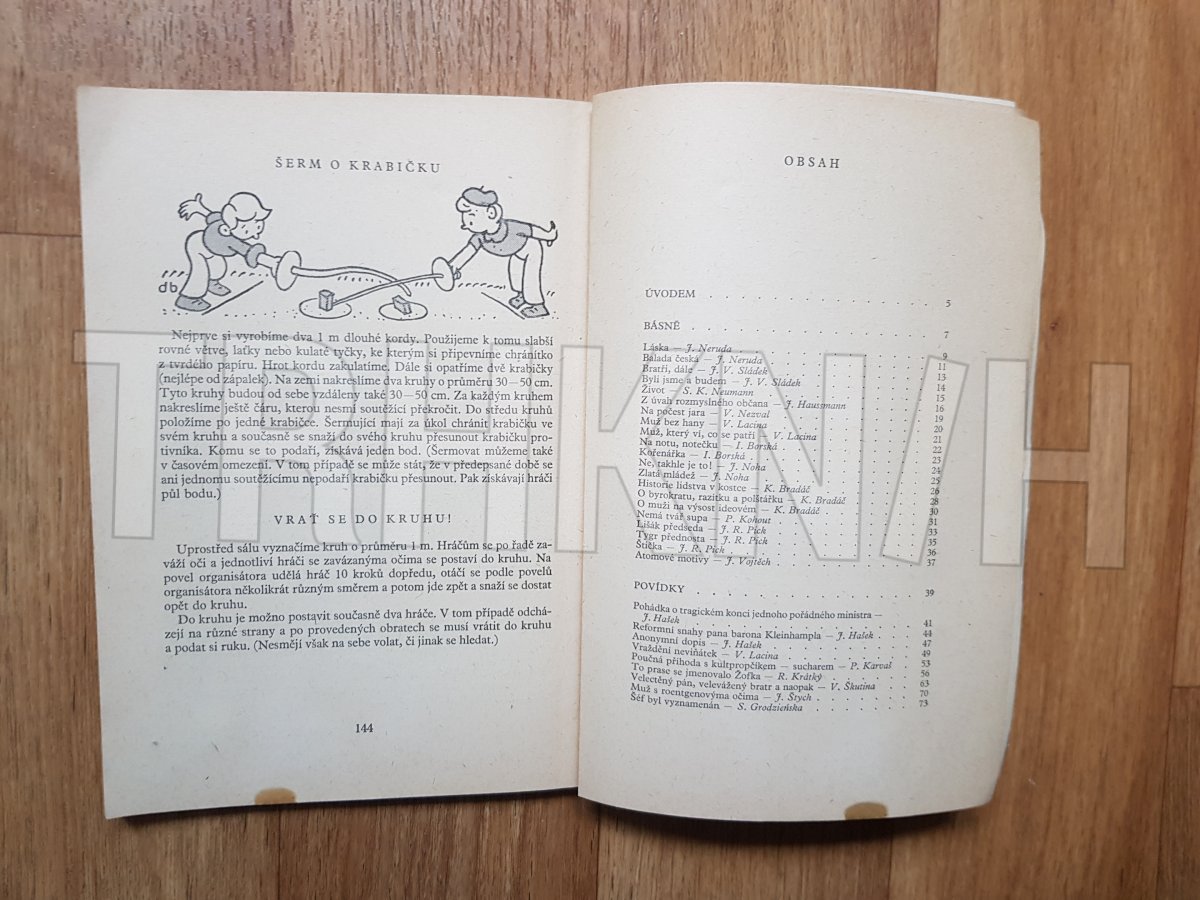 ŠERM O KRABIČKU
db
Nejprve si vyrobíme dva 1 m dlouhé kordy. Použijeme k tomu slabší
rovné větve, laťky nebo kulaté tyčky, ke kterým si připevníme chránítko
z tvrdého papíru. Hrot kordu zakulatíme. Dále si opatříme dvě krabičky
(nejlépe od zápalek). Na zemi nakreslíme dva kruhy o průměru 30—50 cm.
Tyto kruhy budou od sebe vzdáleny také 30—50 cm. Za každým kruhem
nakreslíme ještě čáru, kterou nesmí soutěžící překročit. Do středu kruhů
položíme po jedné krabičce. Šermující mají za úkol chránit krabičku ve
svém kruhu a současně se snaží do svého kruhu přesunout krabičku pro-
tivníka. Komu se to podaří, získává jeden bod. (Šermovat můžeme také
v časovém omezení. V tom případě se může stát, že v předepsané době se
ani jednomu soutěžícímu nepodaří krabičku přesunout. Pak získávají hráči
půl bodu.)
VRAŤ SE DO KRUHU!
Uprostřed sálu vyznačíme kruh o průměru 1 m. Hráčům se po řadě za-
váží oči a jednotliví hráči se zavázanýma očima se postaví do kruhu. Na
povel organisátora udělá hráč 10 kroků dopředu, otáčí se podle povelů
organisátora několikrát různým směrem a potom jde zpět a snaží se dostat
opět do kruhu.
Do kruhu je možno postavit současně dva hráče. V tom případě odchá-
zejí na různé strany a po provedených obratech se musí vrátit do kruhu
a podat si ruku. (Nesmějí však na sebe volat, či jinak se hledat.)
144
OBSAH
ÚVODEM . . . . . . . . . . . . 5
BÁSNĚ . . . . . . . . . . . . 7
Láska — J. Neruda . . . . . . . . 9
Balada česká — J. Neruda . . . . . . . . 11
Bratři, dále — J. V. Sládek . . . . . . . . 13
Byli jsme a budem — J. V. Sládek . . . . . . . . 14
Život — S. K. Neumann . . . . . . . . 15
Z úvah rozmyslného občana — J. Haussmann . . . . 16
Na počest jara — V. Nezval . . . . . . . . 19
Muž bez hany — V. Lacina . . . . . . . . 20
Muž, který ví, co se patří — V. Lacina . . . . . . 21
Na notu, notečku — I. Borská . . . . . . . . 22
Kořenářka — I. Borská . . . . . . . . 23
Ne, takhle je to! — J. Noha . . . . . . . . 24
Zlatá mládež — J. Noha . . . . . . . . 25
Historie lidstva v kostce — K. Bradáč . . . . . . 26
O byrokratu, razítku a polštářku — K. Bradáč . . . . 28
O muži na výsost ideovém — K. Bradáč . . . . . . 30
Nemá tvář supa — P. Kohout . . . . . . . . 31
Lišák předseda — J. R. Pick . . . . . . . . 33
Tygr přednosta — J. R. Pick . . . . . . . . 35
Štička — J. R. Pick . . . . . . . . 36
Atomové motivy — J. Vojtěch . . . . . . . . 37
POVÍDKY . . . . . . . . . . . . 39
Pohádka o tragickém konci jednoho pořádného ministra —
J. Hašek . . . . . . . . 41
Reformní snahy pana barona Kleinhampla — J. Hašek . . 44
Anonymní dopis — J. Hašek . . . . . . . . 47
Vraždění neviňátek — V. Lacina . . . . . . . . 49
Poučná příhoda s kultpropčíkem — sucharem — P. Karvaš . 53
To prase se jmenovalo Žofka — R. Krátký . . . . . . 56
Velectěný pán, velevážený bratr a naopak — V. Škutina . . 63
Muž s roentgenovýma očima — J. Štych . . . . . . 70
Šéf byl vyznamenán — S. Grodzieńska . . . . . . 73